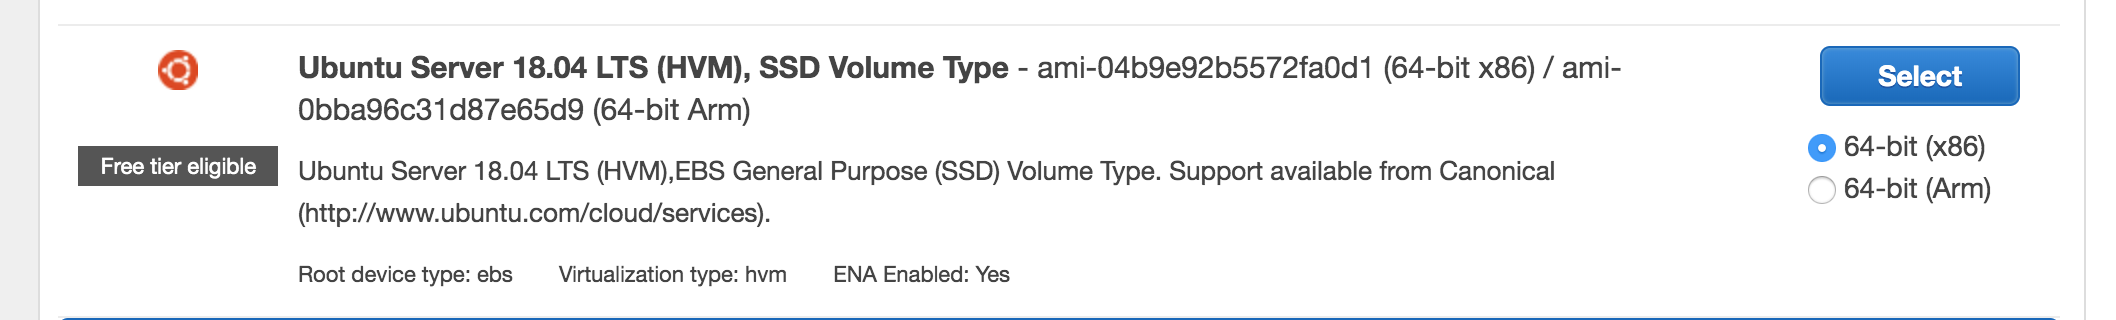 Ubuntu Server 18.04 LTS (HVM), SSD Volume Type - ami-04b9e92b5572fa0d1 (64-bit x86) / ami-
0bba96c31d87e65d9 (64-bit Arm)
Select
64-bit (x86)
64-bit (Arm)
Free tier eligible
Ubuntu Server 18.04 LTS (HVM),EBS General Purpose (SSD) Volume Type. Support available from Canonical
(http://www.ubuntu.com/cloud/services).
Root device type: ebs Virtualization type: hvm ENA Enabled: Yes